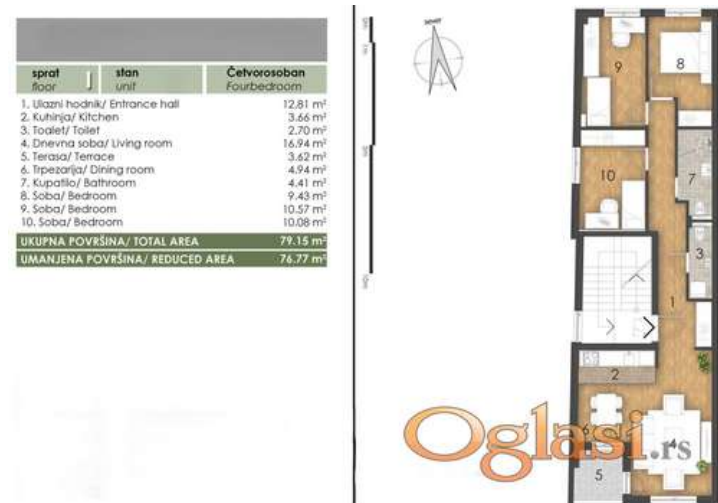 sprat stan Četvorosoban
floor unit Fourbedroom
1. Ulazni hodnik/ Entrance hall 12,81 m²
2. Kuhinja/ Kitchen 3.66 m²
3. Toalet/ Toilet 2.70 m²
4. Dnevna soba/ Living room 16.94 m²
5. Terasa/ Terrace 3.62 m²
6. Trpezarija/ Dining room 4.94 m²
7. Kupatilo/ Bathroom 4.41 m²
8. Soba/ Bedroom 9.43 m²
9. Soba/ Bedroom 10.57 m²
10. Soba/ Bedroom 10.08 m²
UKUPNA POVRŠINA/ TOTAL AREA 79.15 m²
UMANJENA POVRŠINA/ REDUCED AREA 76.77 m²
sever
9
8
10
7
3
1
2
6
4
5
Oglasi.rs